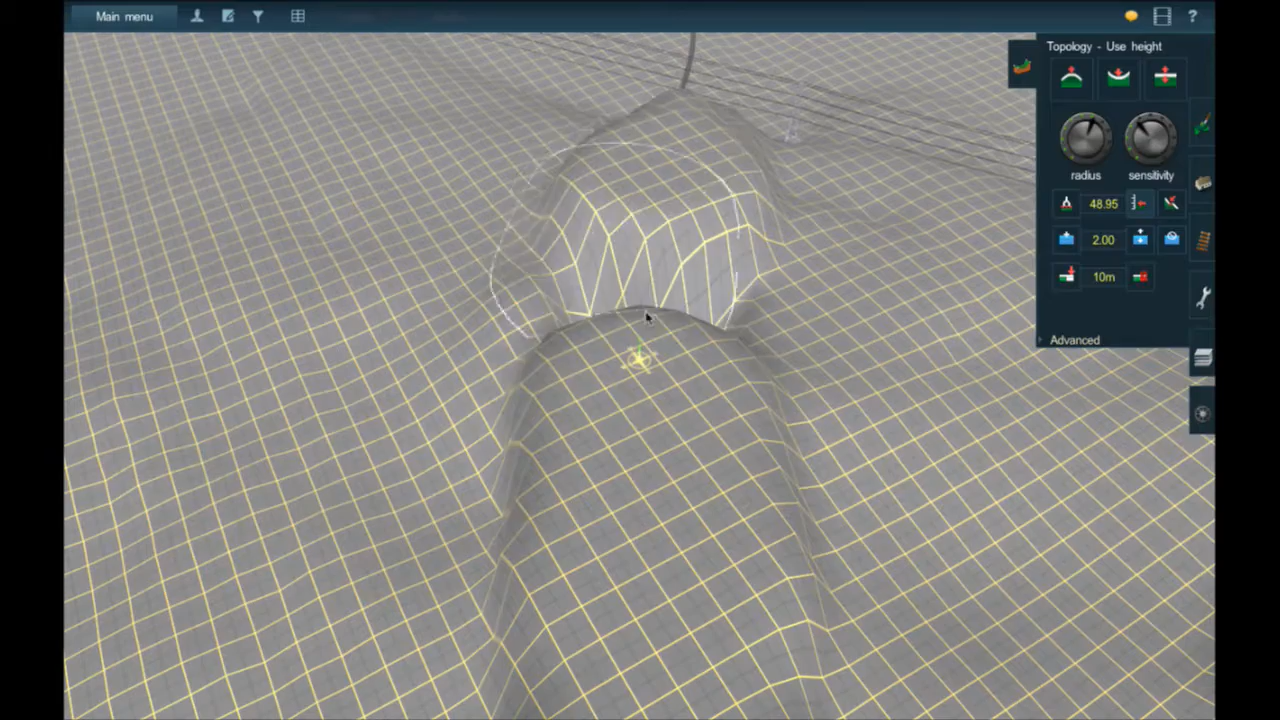 Main menu
?
Topology - Use height
radius
sensitivity
48.95
2.00
10m
Advanced